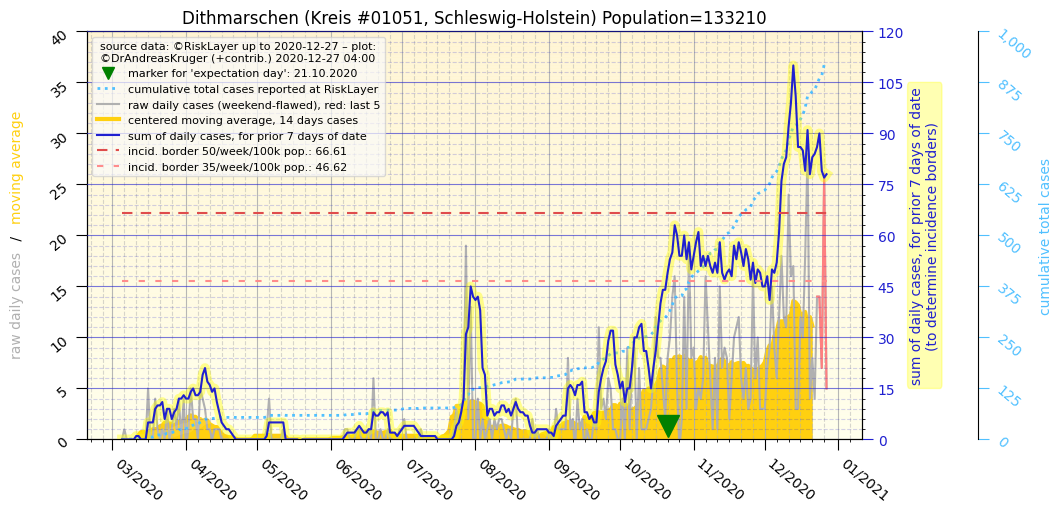 Dithmarschen (Kreis #01051, Schleswig-Holstein) Population=133210
source data: ©RiskLayer up to 2020-12-27 – plot:
©DrAndreasKruger (+contrib.) 2020-12-27 04:00
marker for 'expectation day': 21.10.2020
cumulative total cases reported at RiskLayer
raw daily cases (weekend-flawed), red: last 5
centered moving average, 14 days cases
sum of daily cases, for prior 7 days of date
incid. border 50/week/100k pop.: 66.61
incid. border 35/week/100k pop.: 46.62
raw daily cases / moving average
40
35
30
25
20
15
10
5
0
03/2020
04/2020
05/2020
06/2020
07/2020
08/2020
09/2020
10/2020
11/2020
12/2020
01/2021
120
105
90
75
60
45
30
15
0
sum of daily cases, for prior 7 days of date
(to determine incidence borders)
1,000
875
750
625
500
375
250
125
0
cumulative total cases